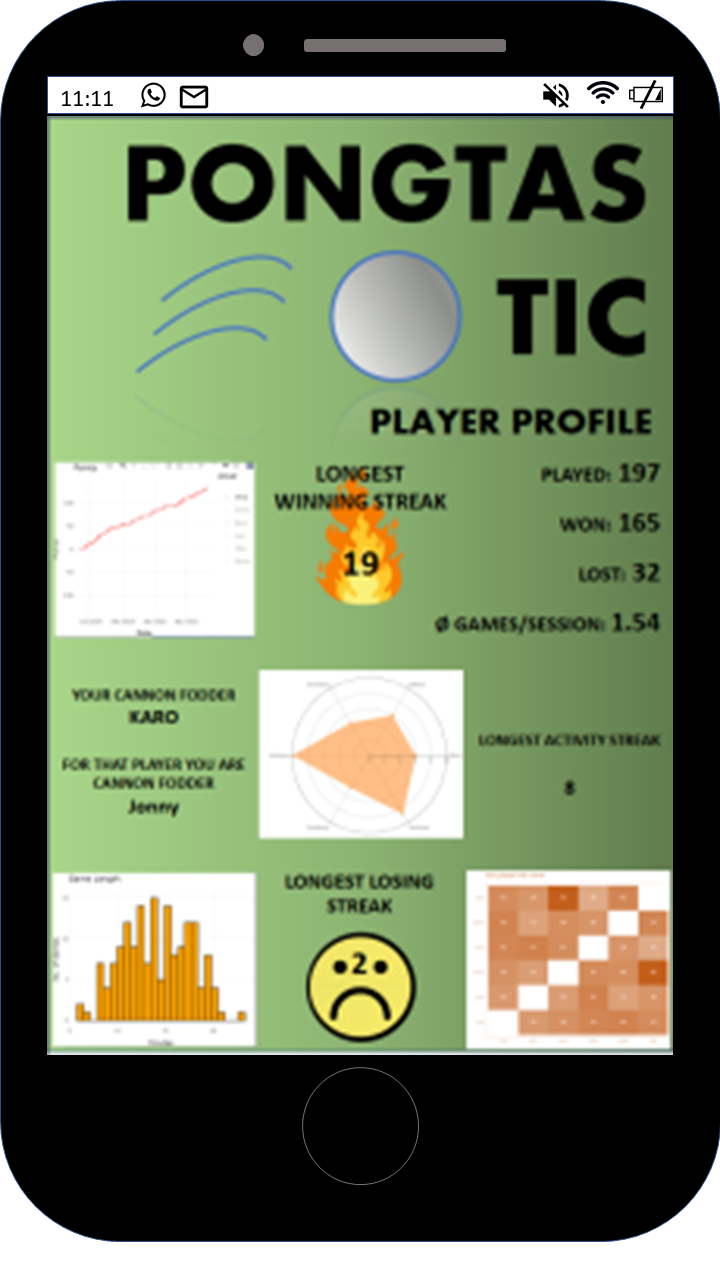 11:11
PONGTAS
TIC
PLAYER PROFILE
LONGEST
WINNING STREAK
19
PLAYED: 197
WON: 165
LOST: 32
Ø GAMES/SESSION: 1.54
YOUR CANNON FODDER
KARO
FOR THAT PLAYER YOU ARE
CANNON FODDER
Jonny
LONGEST ACTIVITY STREAK
8
Game Length
LONGEST LOSING
STREAK
2